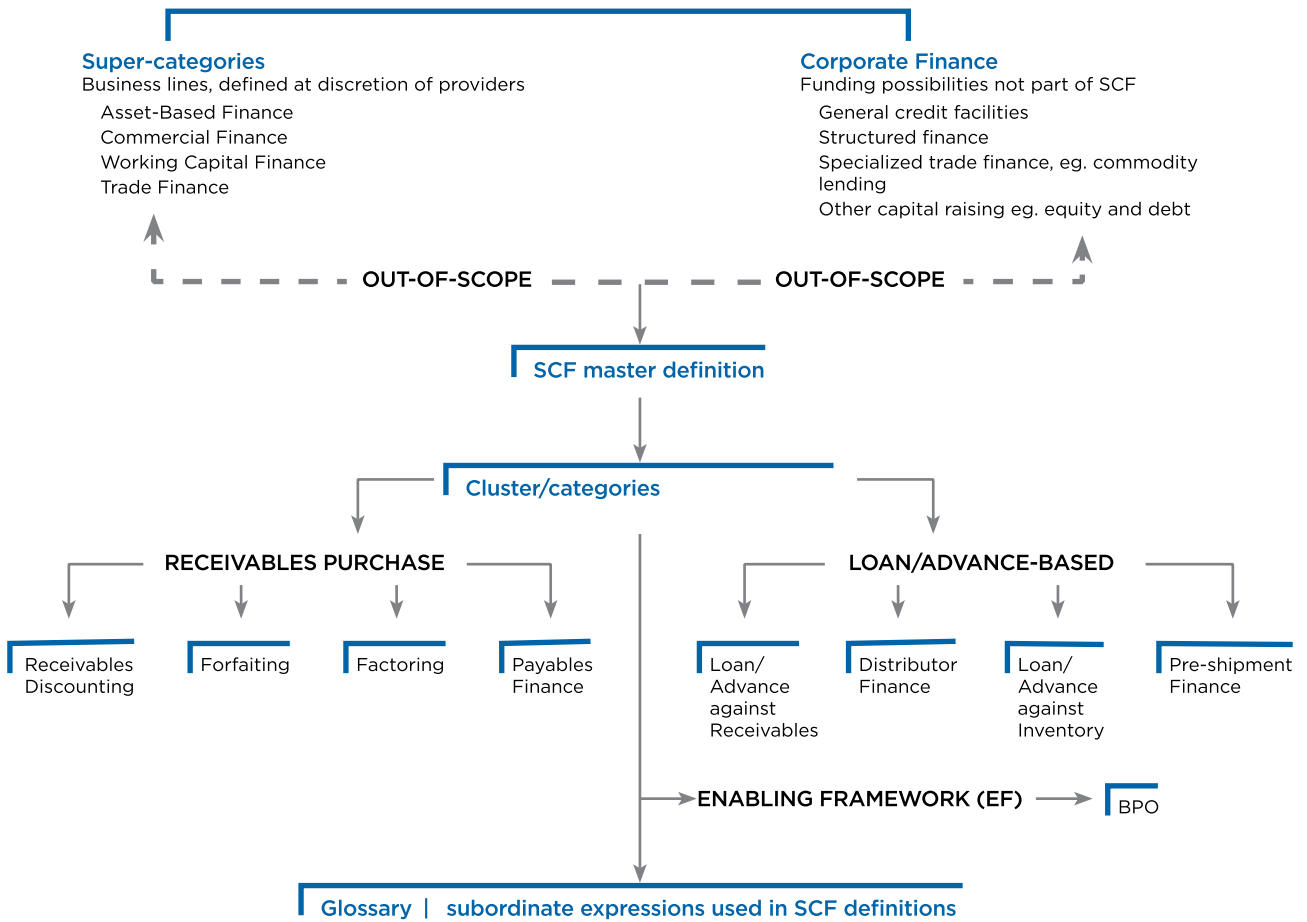 Super-categories
Business lines, defined at discretion of providers
Asset-Based Finance
Commercial Finance
Working Capital Finance
Trade Finance
Corporate Finance
Funding possibilities not part of SCF
General credit facilities
Structured finance
Specialized trade finance, eg. commodity
lending
Other capital raising eg. equity and debt
OUT-OF-SCOPE
OUT-OF-SCOPE
SCF master definition
Cluster/categories
RECEIVABLES PURCHASE
LOAN/ADVANCE-BASED
Receivables
Discounting
Forfaiting
Factoring
Payables
Finance
Loan/
Advance
against
Receivables
Distributor
Finance
Loan/
Advance
against
Inventory
Pre-shipment
Finance
ENABLING FRAMEWORK (EF)
BPO
Glossary | subordinate expressions used in SCF definitions